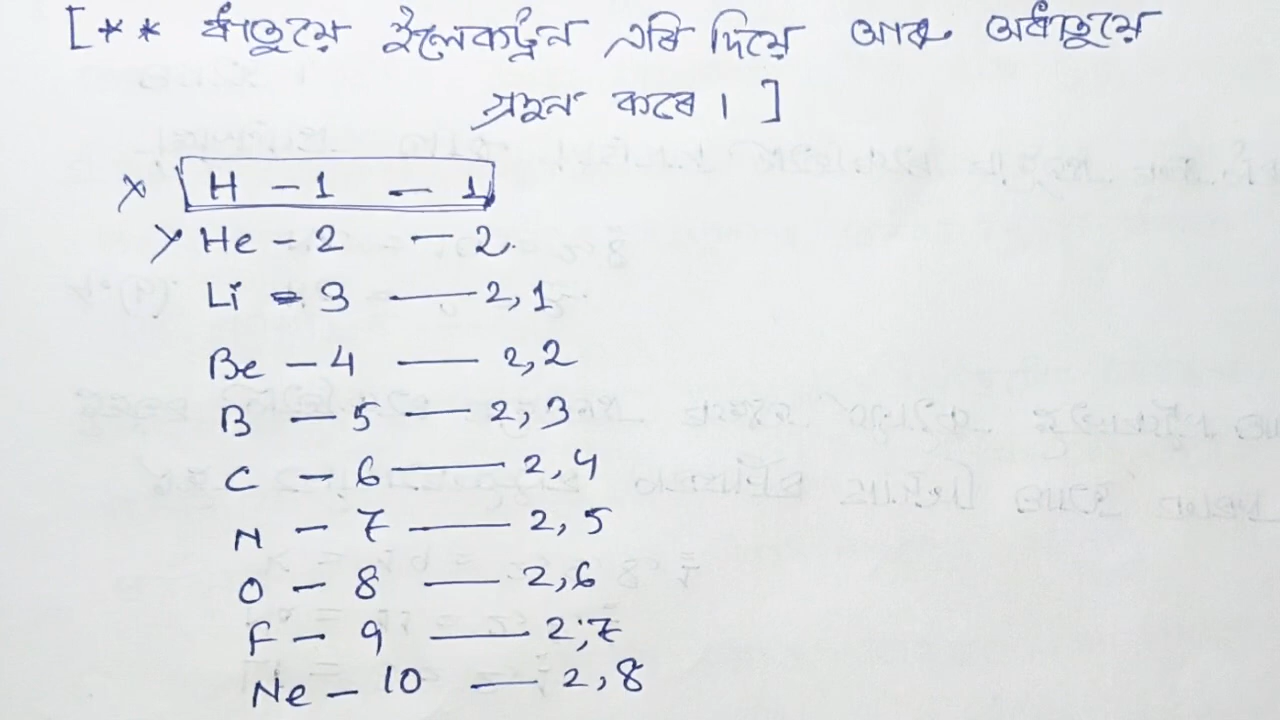 [** ধাতুয়ে ইলেকট্ৰন এৰি দিয়ে আৰু অধাতুয়ে
গ্ৰহন কৰে। ]
x H - 1 — 1
y He - 2 — 2.
Li - 3 — 2,1
Be - 4 — 2,2
B - 5 — 2,3
C - 6 — 2,4
N - 7 — 2,5
O - 8 — 2,6
F - 9 — 2,7
Ne - 10 — 2,8